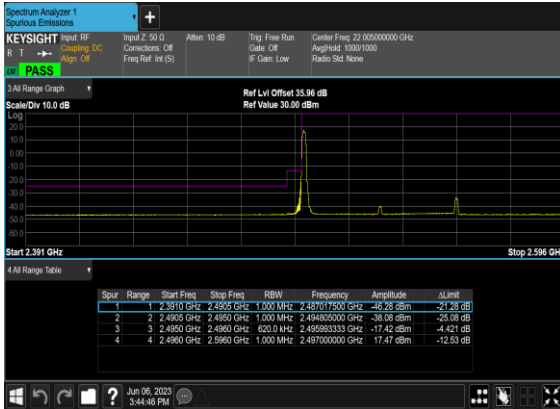 Spectrum Analyzer 1
Spurious Emissions
+
KEYSIGHT Input: RF Input Z: 50 Ω Atten: 10 dB Trig: Free Run Center Freq: 22.005000000 GHz
R T Coupling: DC Corrections: Off Gate: Off Avg|Hold: 1000/1000
Align: Off Freq Ref: Int (S) IF Gain: Low Radio Std: None
PASS
3 All Range Graph
Ref Lvl Offset 35.96 dB
Scale/Div 10.0 dB Ref Value 30.00 dBm
Log
20.0
10.0
0.00
-10.0
-20.0
-30.0
-40.0
-50.0
-60.0
Start 2.391 GHz Stop 2.596 GHz
4 All Range Table
Spur Range Start Freq Stop Freq RBW Frequency Amplitude ΔLimit
1 1 2.3910 GHz 2.4905 GHz 1.000 MHz 2.487017500 GHz -46.28 dBm -21.28 dB
2 2 2.4905 GHz 2.4950 GHz 1.000 MHz 2.494805000 GHz -38.08 dBm -25.08 dB
3 3 2.4950 GHz 2.4960 GHz 620.0 kHz 2.495993333 GHz -17.42 dBm -4.421 dB
4 4 2.4960 GHz 2.5960 GHz 1.000 MHz 2.497000000 GHz 17.47 dBm -12.53 dB
? Jun 06, 2023
3:44:46 PM